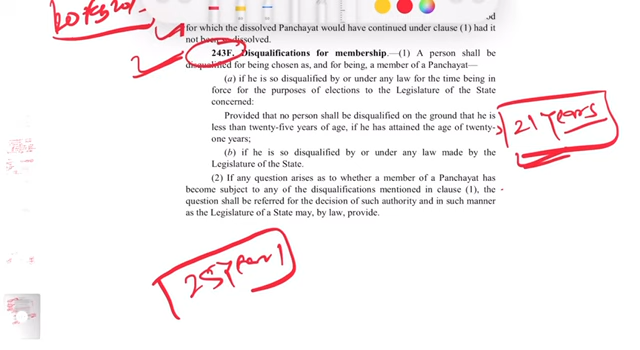 for which the dissolved Panchayat would have continued under clause (1) had it
not been dissolved.
243F. Disqualifications for membership.—(1) A person shall be
disqualified for being chosen as, and for being, a member of a Panchayat—
(a) if he is so disqualified by or under any law for the time being in
force for the purposes of elections to the Legislature of the State
concerned:
Provided that no person shall be disqualified on the ground that he is
less than twenty-five years of age, if he has attained the age of twenty-
one years;
21 years
(b) if he is so disqualified by or under any law made by the
Legislature of the State.
(2) If any question arises as to whether a member of a Panchayat has
become subject to any of the disqualifications mentioned in clause (1), the
question shall be referred for the decision of such authority and in such manner
as the Legislature of a State may, by law, provide.
25 year